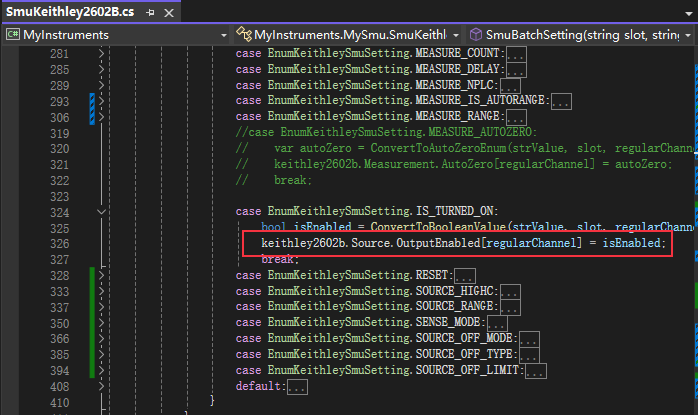 SmuKeithley2602B.cs
MyInstruments MyInstruments.MySmu.SmuKeithl SmuBatchSetting(string slot, string
281 case EnumKeithleySmuSetting.MEASURE_COUNT:...
285 case EnumKeithleySmuSetting.MEASURE_DELAY:...
289 case EnumKeithleySmuSetting.MEASURE_NPLC:...
293 case EnumKeithleySmuSetting.MEASURE_IS_AUTORANGE:...
306 case EnumKeithleySmuSetting.MEASURE_RANGE:...
319 //case EnumKeithleySmuSetting.MEASURE_AUTOZERO:
320 // var autoZero = ConvertToAutoZeroEnum(strValue, slot, regularChann
321 // keithley2602b.Measurement.AutoZero[regularChannel] = autoZero;
322 // break;
323
324 case EnumKeithleySmuSetting.IS_TURNED_ON:
325 bool isEnabled = ConvertToBooleanValue(strValue, slot, regularChann
326 keithley2602b.Source.OutputEnabled[regularChannel] = isEnabled;
327 break;
328 case EnumKeithleySmuSetting.RESET:...
333 case EnumKeithleySmuSetting.SOURCE_HIGHC:...
337 case EnumKeithleySmuSetting.SOURCE_RANGE:...
350 case EnumKeithleySmuSetting.SENSE_MODE:...
366 case EnumKeithleySmuSetting.SOURCE_OFF_MODE:...
385 case EnumKeithleySmuSetting.SOURCE_OFF_TYPE:...
394 case EnumKeithleySmuSetting.SOURCE_OFF_LIMIT:...
408 default:...
410 }